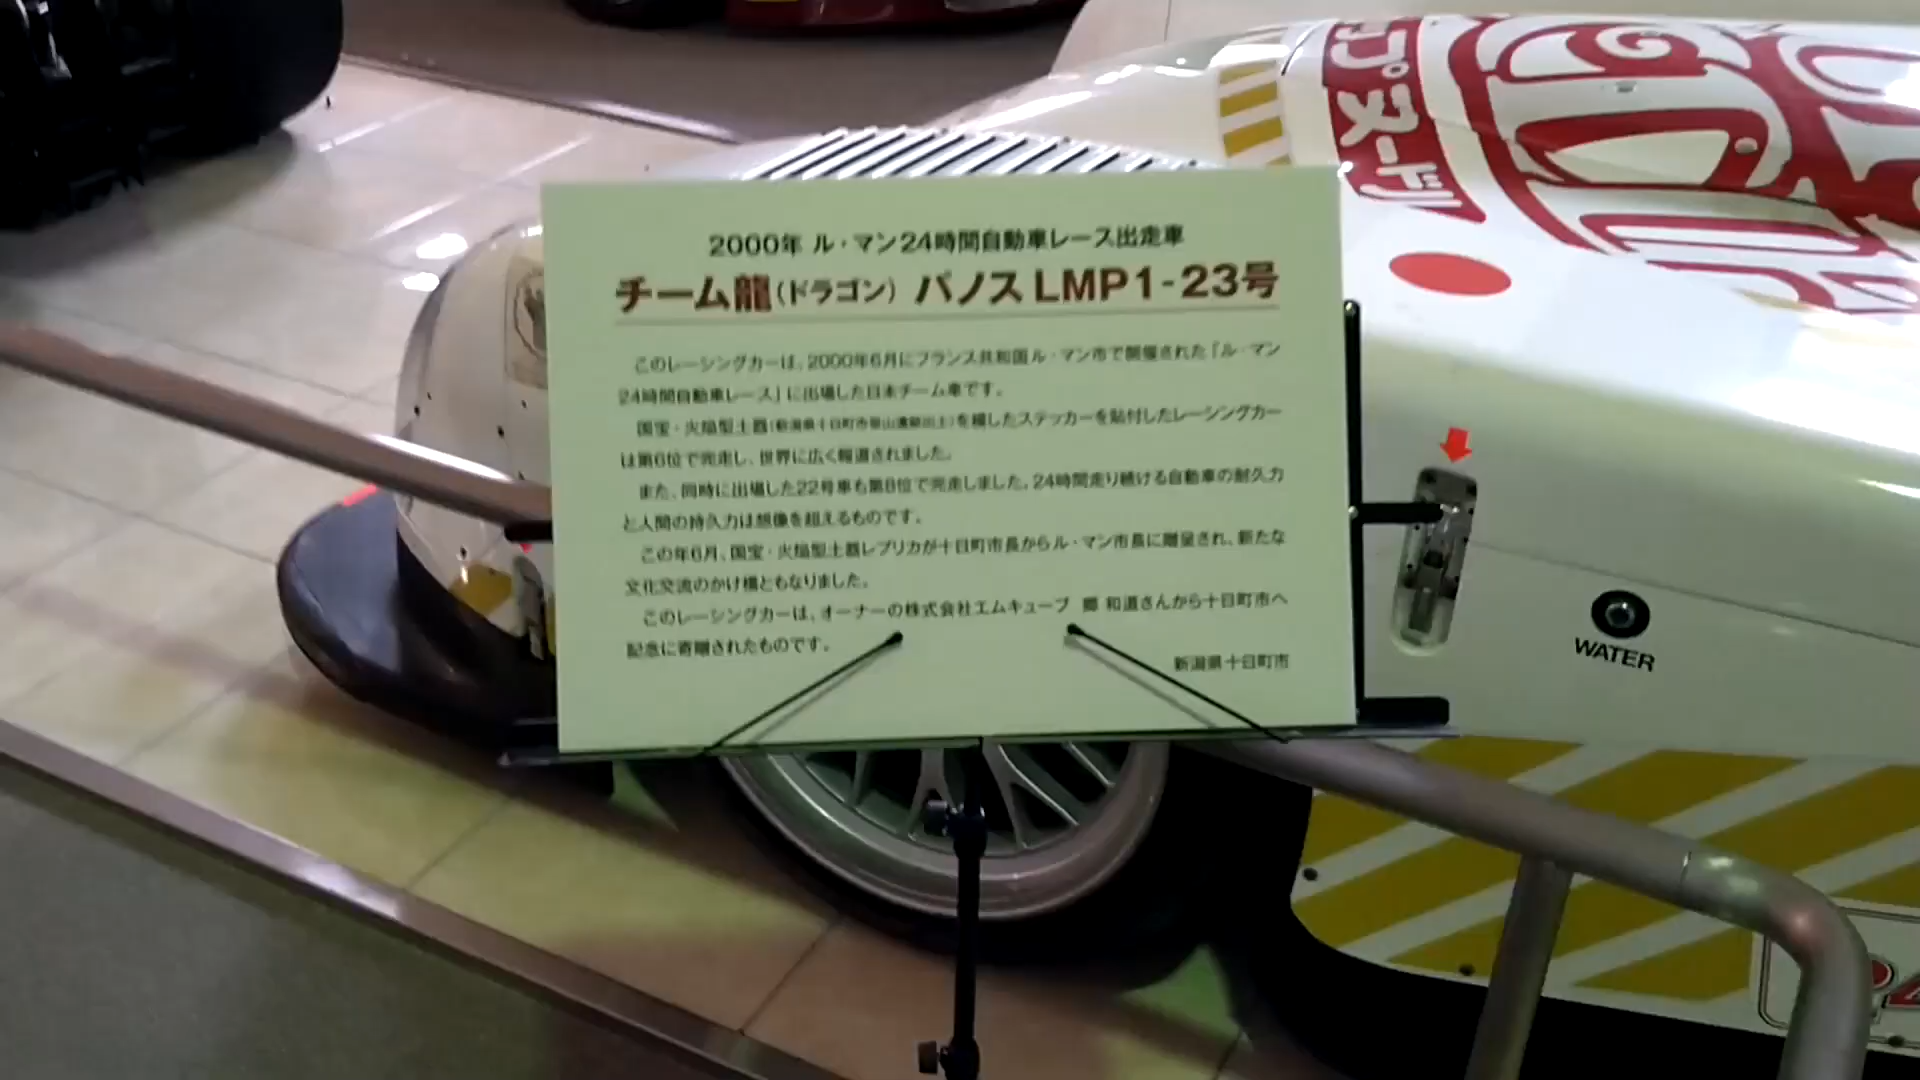 2000年 ル・マン24時間自動車レース出走車
チーム龍(ドラゴン) パノス LMP1-23号
このレーシングカーは、2000年6月にフランス共和国ル・マン市で開催された「ル・マン
24時間自動車レース」に出場した日本チーム車です。
国宝・火焔型土器(新潟県十日町市笹山遺跡出土)を模したステッカーを貼付したレーシングカー
は第6位で完走し、世界に広く報道されました。
また、同時に出場した22号車も第8位で完走しました。24時間走り続ける自動車の耐久力
と人間の持久力は想像を超えるものです。
この年6月、国宝・火焔型土器レプリカが十日町市長からル・マン市長に贈呈され、新たな
文化交流のかけ橋ともなりました。
このレーシングカーは、オーナーの株式会社エムキューブ 郷 和道さんから十日町市へ
記念に寄贈されたものです。
新潟県十日町市
WATER